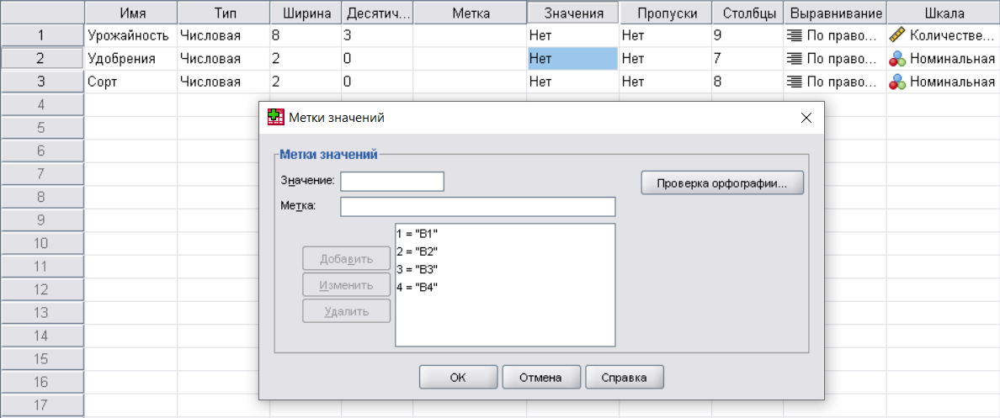 Имя Тип Ширина Десятич... Метка Значения Пропуски Столбцы Выравнивание Шкала
1 Урожайность Числовая 8 3 Нет Нет 9 По право... Количестве...
2 Удобрения Числовая 2 0 Нет Нет 7 По право... Номинальная
3 Сорт Числовая 2 0 Нет Нет 8 По право... Номинальная
4
5
6
7
8
9
10
11
12
13
14
15
16
17
Метки значений
Метки значений
Значение:
Проверка орфографии...
Метка:
1 = "B1"
2 = "B2"
3 = "B3"
4 = "B4"
Добавить
Изменить
Удалить
OK Отмена Справка